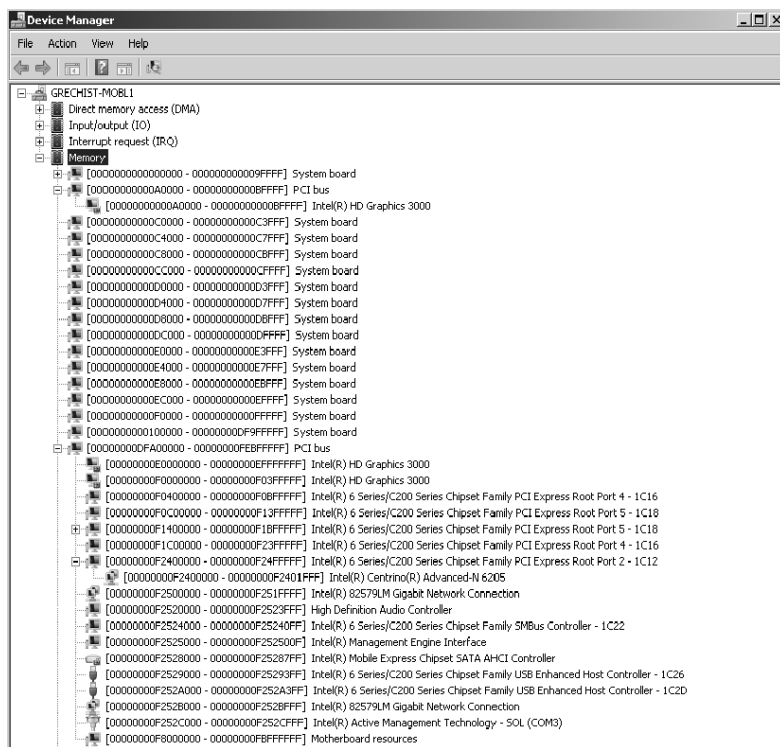 Device Manager
File Action View Help
GRECHIST-MOBL1
Direct memory access (DMA)
Input/output (IO)
Interrupt request (IRQ)
Memory
[0000000000000000 - 000000000009FFFF] System board
[00000000000A0000 - 00000000000BFFFF] PCI bus
[00000000000A0000 - 00000000000BFFFF] Intel(R) HD Graphics 3000
[00000000000C0000 - 00000000000C3FFF] System board
[00000000000C4000 - 00000000000C7FFF] System board
[00000000000C8000 - 00000000000CBFFF] System board
[00000000000CC000 - 00000000000CFFFF] System board
[00000000000D0000 - 00000000000D3FFF] System board
[00000000000D4000 - 00000000000D7FFF] System board
[00000000000D8000 - 00000000000DBFFF] System board
[00000000000DC000 - 00000000000DFFFF] System board
[00000000000E0000 - 00000000000E3FFF] System board
[00000000000E4000 - 00000000000E7FFF] System board
[00000000000E8000 - 00000000000EBFFF] System board
[00000000000EC000 - 00000000000EFFFF] System board
[00000000000F0000 - 00000000000FFFFF] System board
[0000000000100000 - 00000000DF9FFFFF] System board
[00000000DFA00000 - 00000000FEBFFFFF] PCI bus
[00000000E0000000 - 00000000EFFFFFFF] Intel(R) HD Graphics 3000
[00000000F0000000 - 00000000F03FFFFF] Intel(R) HD Graphics 3000
[00000000F0400000 - 00000000F0BFFFFF] Intel(R) 6 Series/C200 Series Chipset Family PCI Express Root Port 4 - 1C16
[00000000F0C00000 - 00000000F13FFFFF] Intel(R) 6 Series/C200 Series Chipset Family PCI Express Root Port 5 - 1C18
[00000000F1400000 - 00000000F1BFFFFF] Intel(R) 6 Series/C200 Series Chipset Family PCI Express Root Port 5 - 1C18
[00000000F1C00000 - 00000000F23FFFFF] Intel(R) 6 Series/C200 Series Chipset Family PCI Express Root Port 4 - 1C16
[00000000F2400000 - 00000000F24FFFFF] Intel(R) 6 Series/C200 Series Chipset Family PCI Express Root Port 2 - 1C12
[00000000F2400000 - 00000000F2401FFF] Intel(R) Centrino(R) Advanced-N 6205
[00000000F2500000 - 00000000F251FFFF] Intel(R) 82579LM Gigabit Network Connection
[00000000F2520000 - 00000000F2523FFF] High Definition Audio Controller
[00000000F2524000 - 00000000F25240FF] Intel(R) 6 Series/C200 Series Chipset Family SMBus Controller - 1C22
[00000000F2525000 - 00000000F252500F] Intel(R) Management Engine Interface
[00000000F2528000 - 00000000F25287FF] Intel(R) Mobile Express Chipset SATA AHCI Controller
[00000000F2529000 - 00000000F25293FF] Intel(R) 6 Series/C200 Series Chipset Family USB Enhanced Host Controller - 1C26
[00000000F252A000 - 00000000F252A3FF] Intel(R) 6 Series/C200 Series Chipset Family USB Enhanced Host Controller - 1C2D
[00000000F252B000 - 00000000F252BFFF] Intel(R) 82579LM Gigabit Network Connection
[00000000F252C000 - 00000000F252CFFF] Intel(R) Active Management Technology - SOL (COM3)
[00000000F8000000 - 00000000FBFFFFFF] Motherboard resources